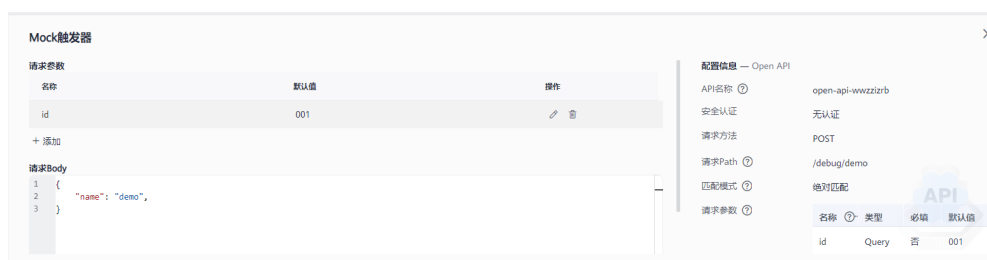 Mock触发器
请求参数
名称 默认值 操作
id 001
+ 添加
请求Body
1 {
2 "name": "demo",
3 }
配置信息 — Open API
API名称 ? open-api-wwzzizrb
安全认证 无认证
请求方法 POST
请求Path ? /debug/demo
匹配模式 ? 绝对匹配
请求参数 ?
API
名称 ? 类型 必填 默认值
id Query 否 001